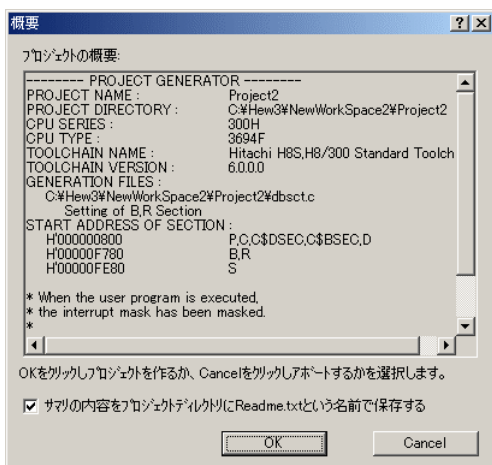 概要
プロジェクトの概要:
-------- PROJECT GENERATOR --------
PROJECT NAME : Project2
PROJECT DIRECTORY : C:¥Hew3¥NewWorkSpace2¥Project2
CPU SERIES : 300H
CPU TYPE : 3694F
TOOLCHAIN NAME : Hitachi H8S,H8/300 Standard Toolch
TOOLCHAIN VERSION : 6.0.0.0
GENERATION FILES :
C:¥Hew3¥NewWorkSpace2¥Project2¥dbsct.c
Setting of B,R Section
START ADDRESS OF SECTION :
H'000000800 P,C,C$DSEC,C$BSEC,D
H'00000F780 B,R
H'00000FE80 S
* When the user program is executed,
* the interrupt mask has been masked.
*
OKをクリックしプロジェクトを作るか、Cancelをクリックしアボートするかを選択します。
サマリの内容をプロジェクトディレクトリにReadme.txtという名前で保存する
OK Cancel